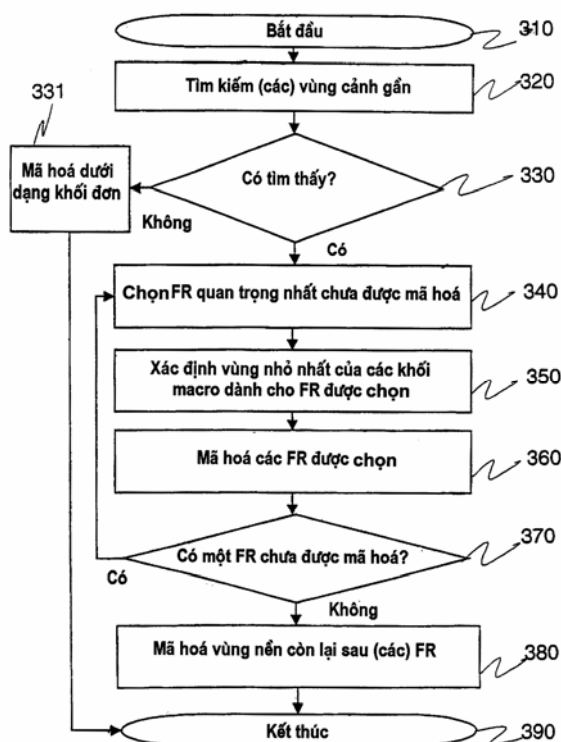 Bắt đầu
310
Tìm kiếm (các) vùng cảnh gần
320
331
Mã hoá dưới
dạng khối đơn
Có tìm thấy?
330
Không
Có
Chọn FR quan trọng nhất chưa được mã hoá
340
Xác định vùng nhỏ nhất của các khối
macro dành cho FR được chọn
350
Mã hoá các FR được chọn
360
Có một FR chưa được mã hoá?
370
Có
Không
Mã hoá vùng nền còn lại sau (các) FR
380
Kết thúc
390